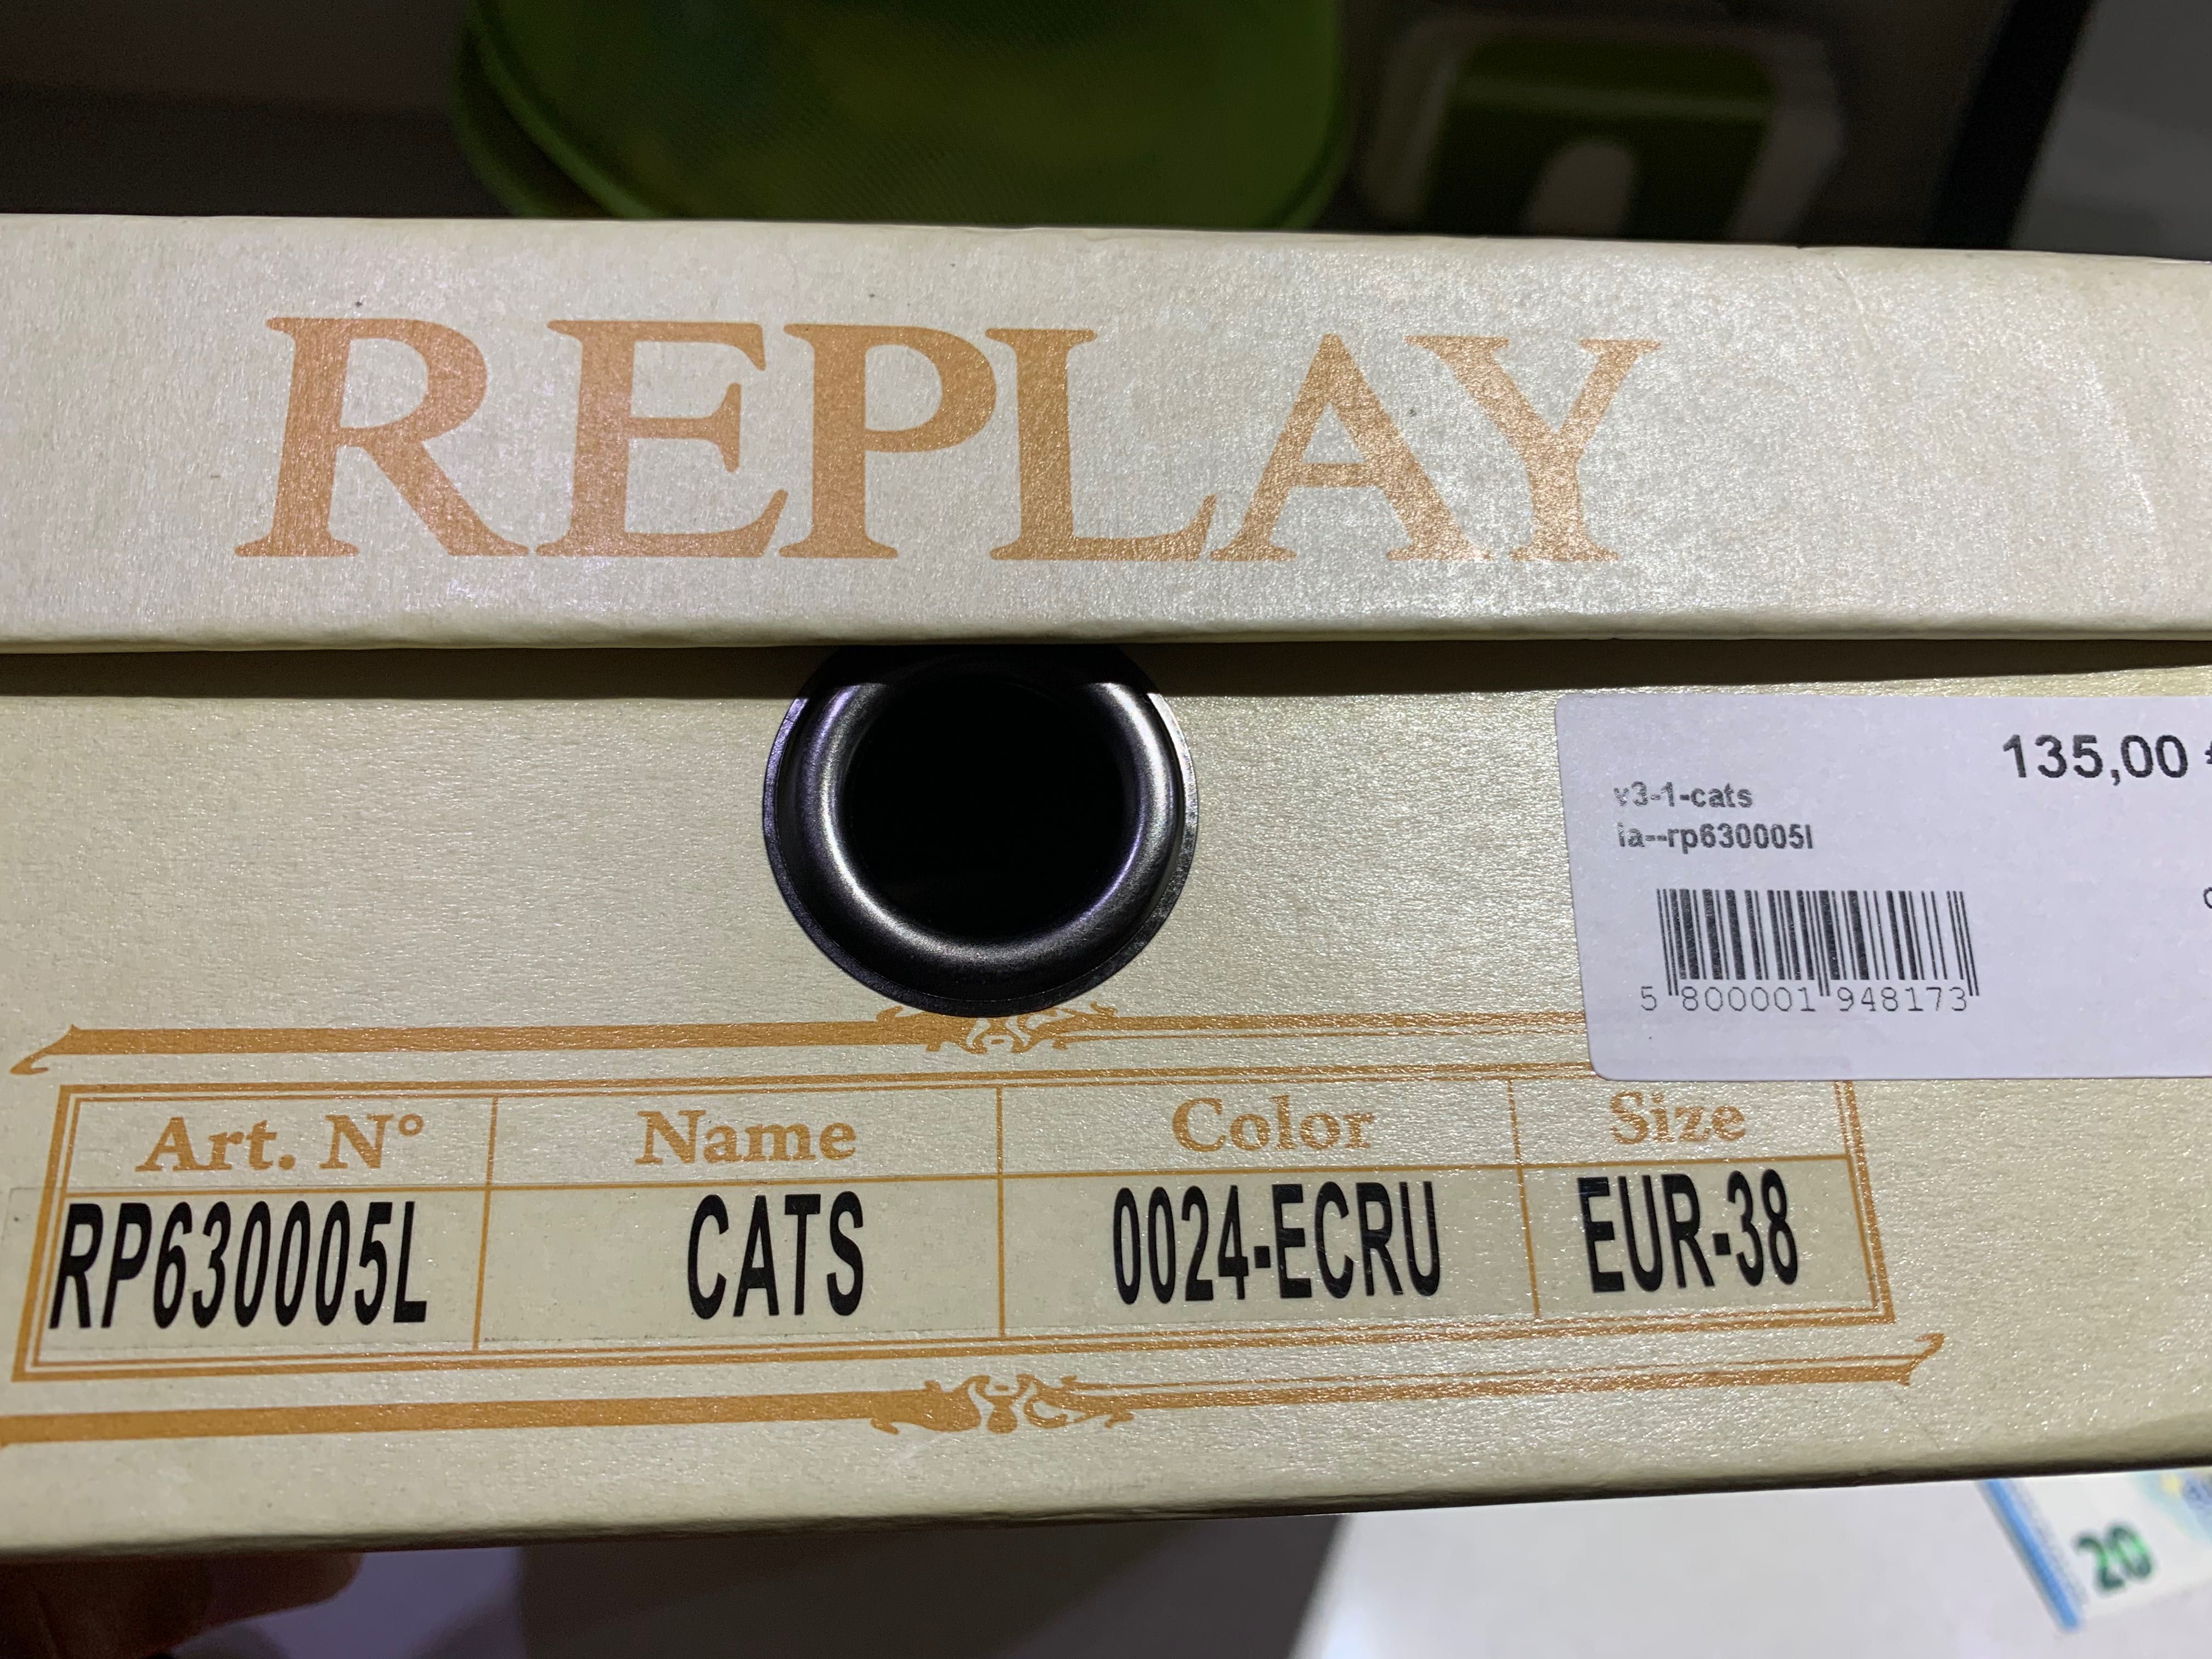 REPLAY
135,00
v3-1-cats
ia--rp630005l
5 800001 948173
Art. N° Name Color Size
RP630005L CATS 0024-ECRU EUR-38
20